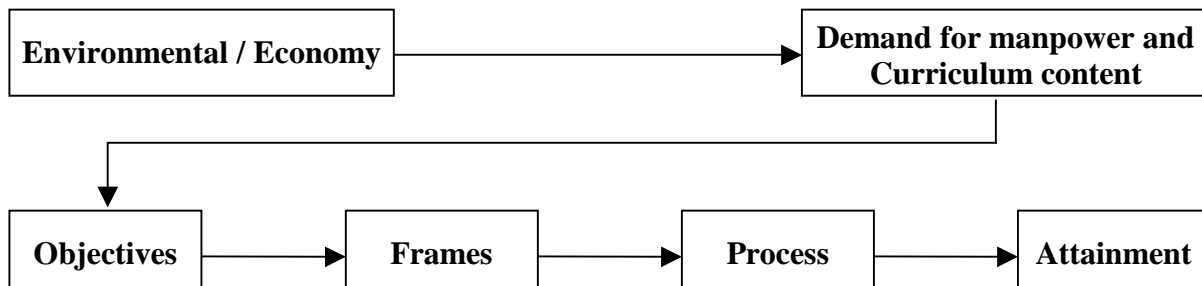 Environmental / Economy
Demand for manpower and
Curriculum content
Objectives
Frames
Process
Attainment